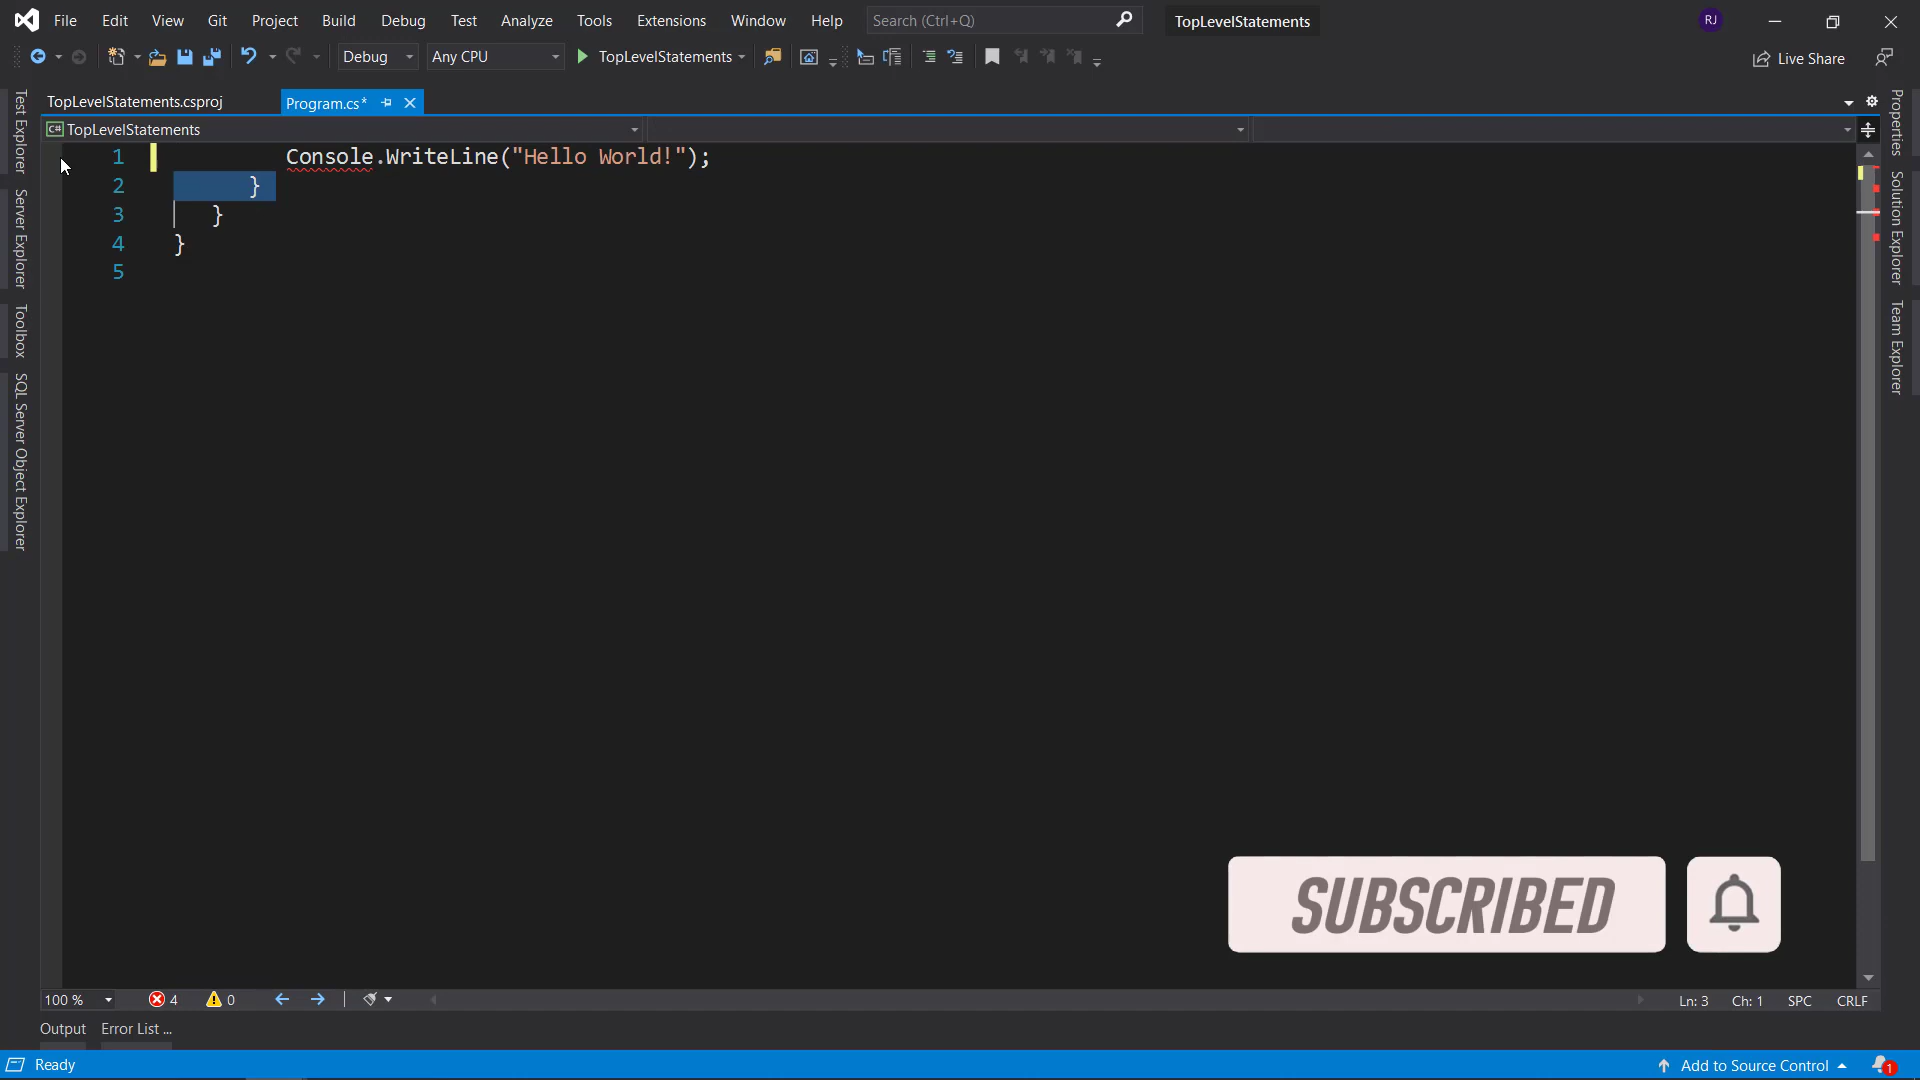 File Edit View Git Project Build Debug Test Analyze Tools Extensions Window Help Search (Ctrl+Q) TopLevelStatements RJ
Debug Any CPU TopLevelStatements Live Share
TopLevelStatements.csproj Program.cs*
C# TopLevelStatements
1 Console.WriteLine("Hello World!");
2 }
3 }
4 }
5
Test Explorer
Server Explorer
Toolbox
SQL Server Object Explorer
Properties
Solution Explorer
Team Explorer
SUBSCRIBED
100 % 4 0 Ln: 3 Ch: 1 SPC CRLF
Output Error List ...
Ready Add to Source Control 1